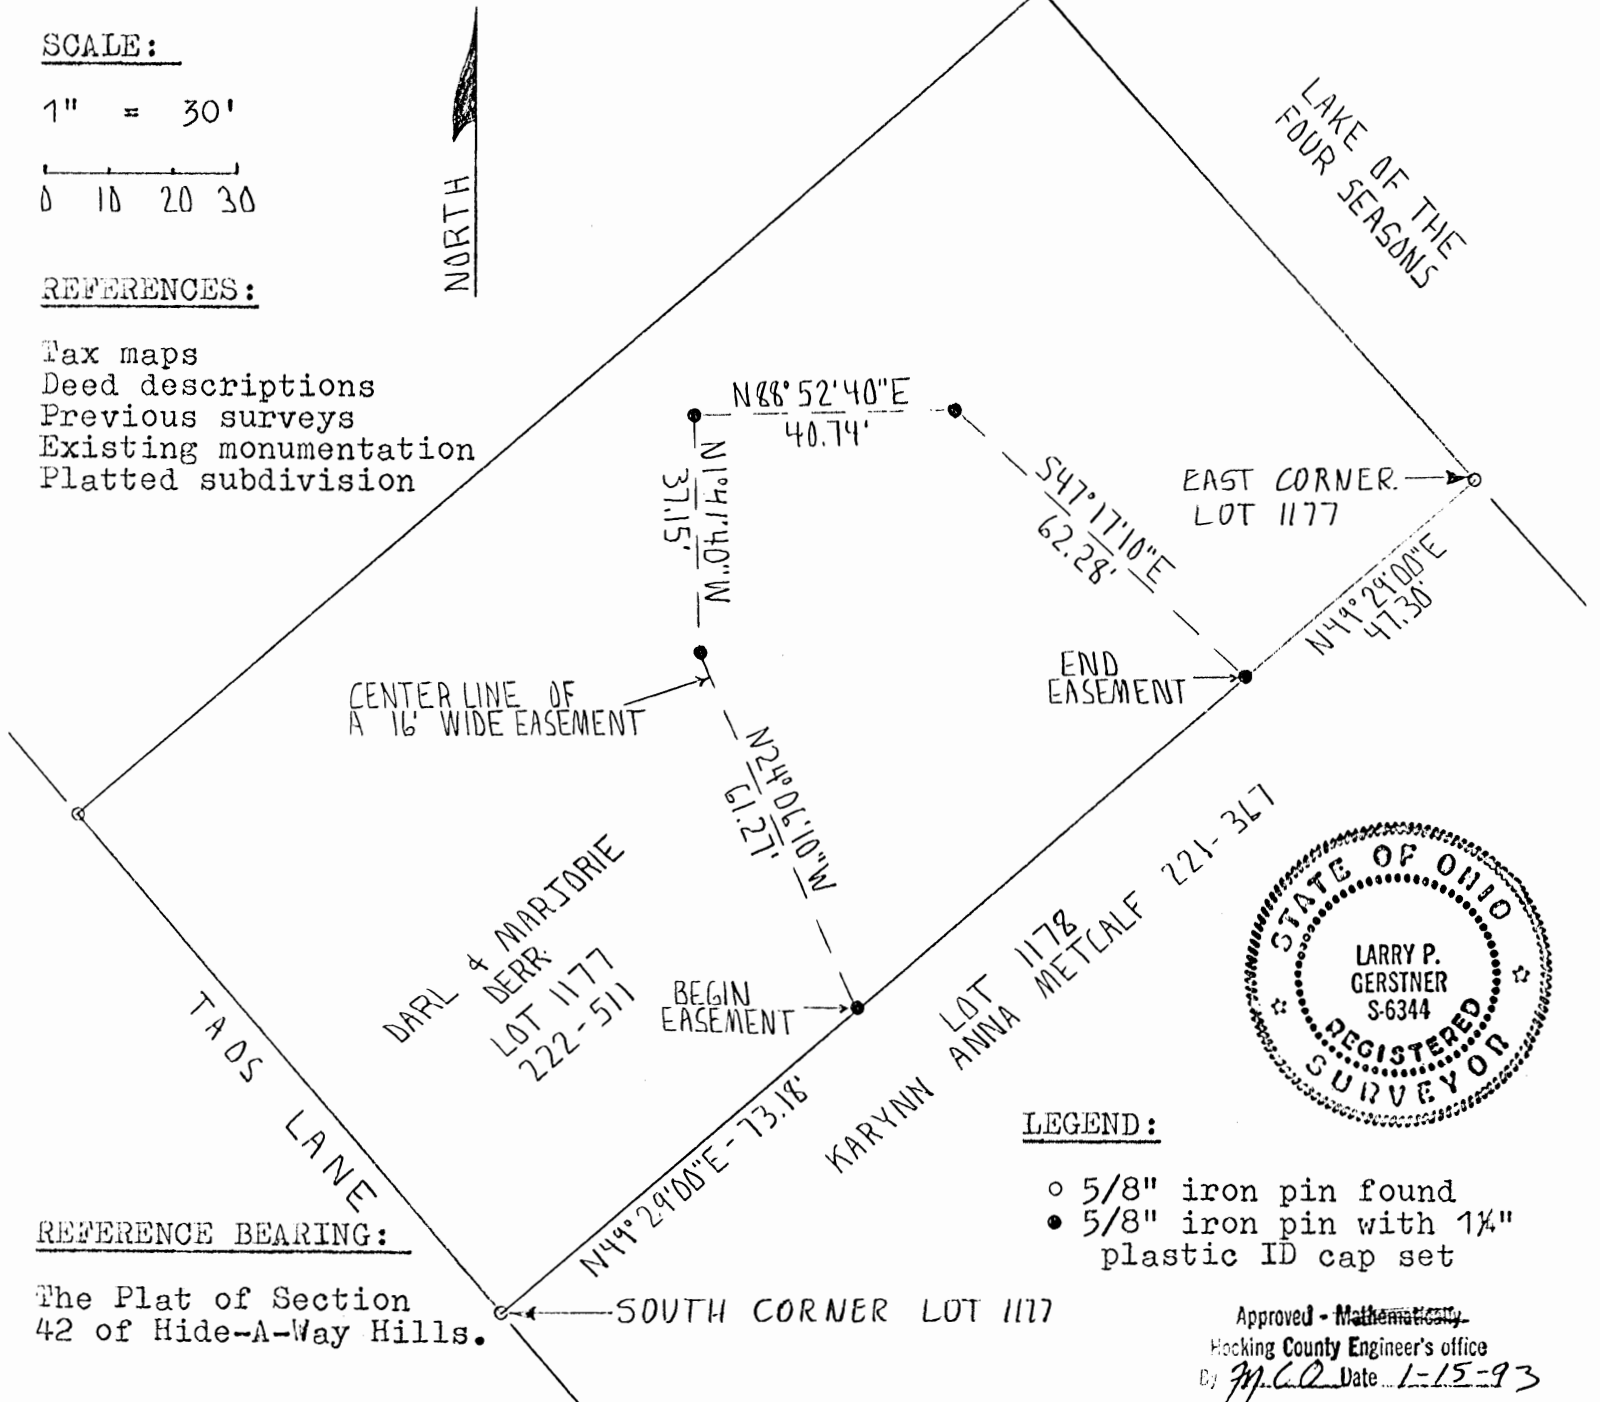 SCALE:
1" = 30'
0 10 20 30
NORTH
REFERENCES:
Tax maps
Deed descriptions
Previous surveys
Existing monumentation
Platted subdivision
LAKE OF THE
FOUR SEASONS
N88°52'40"E
40.74'
N1°41'40"W
37.15'
S47°17'10"E
62.28'
EAST CORNER.
LOT 1177
N49°29'00"E
47.30'
END
EASEMENT
CENTER LINE OF
A 16' WIDE EASEMENT
N24°06'10"W
61.27'
DARL & MARJORIE
DERR
LOT 1177
222-511
BEGIN
EASEMENT
LOT 1178
KARYNN ANNA METCALF 221-367
TAOS LANE
N49°29'00"E - 73.18'
SOUTH CORNER LOT 1177
STATE OF OHIO
LARRY P.
GERSTNER
S-6344
REGISTERED
SURVEYOR
LEGEND:
5/8" iron pin found
5/8" iron pin with 1¼"
plastic ID cap set
REFERENCE BEARING:
The Plat of Section
42 of Hide-A-Way Hills.
Approved - Mathematically
Hocking County Engineer's office
By M.C.O. Date 1-15-93